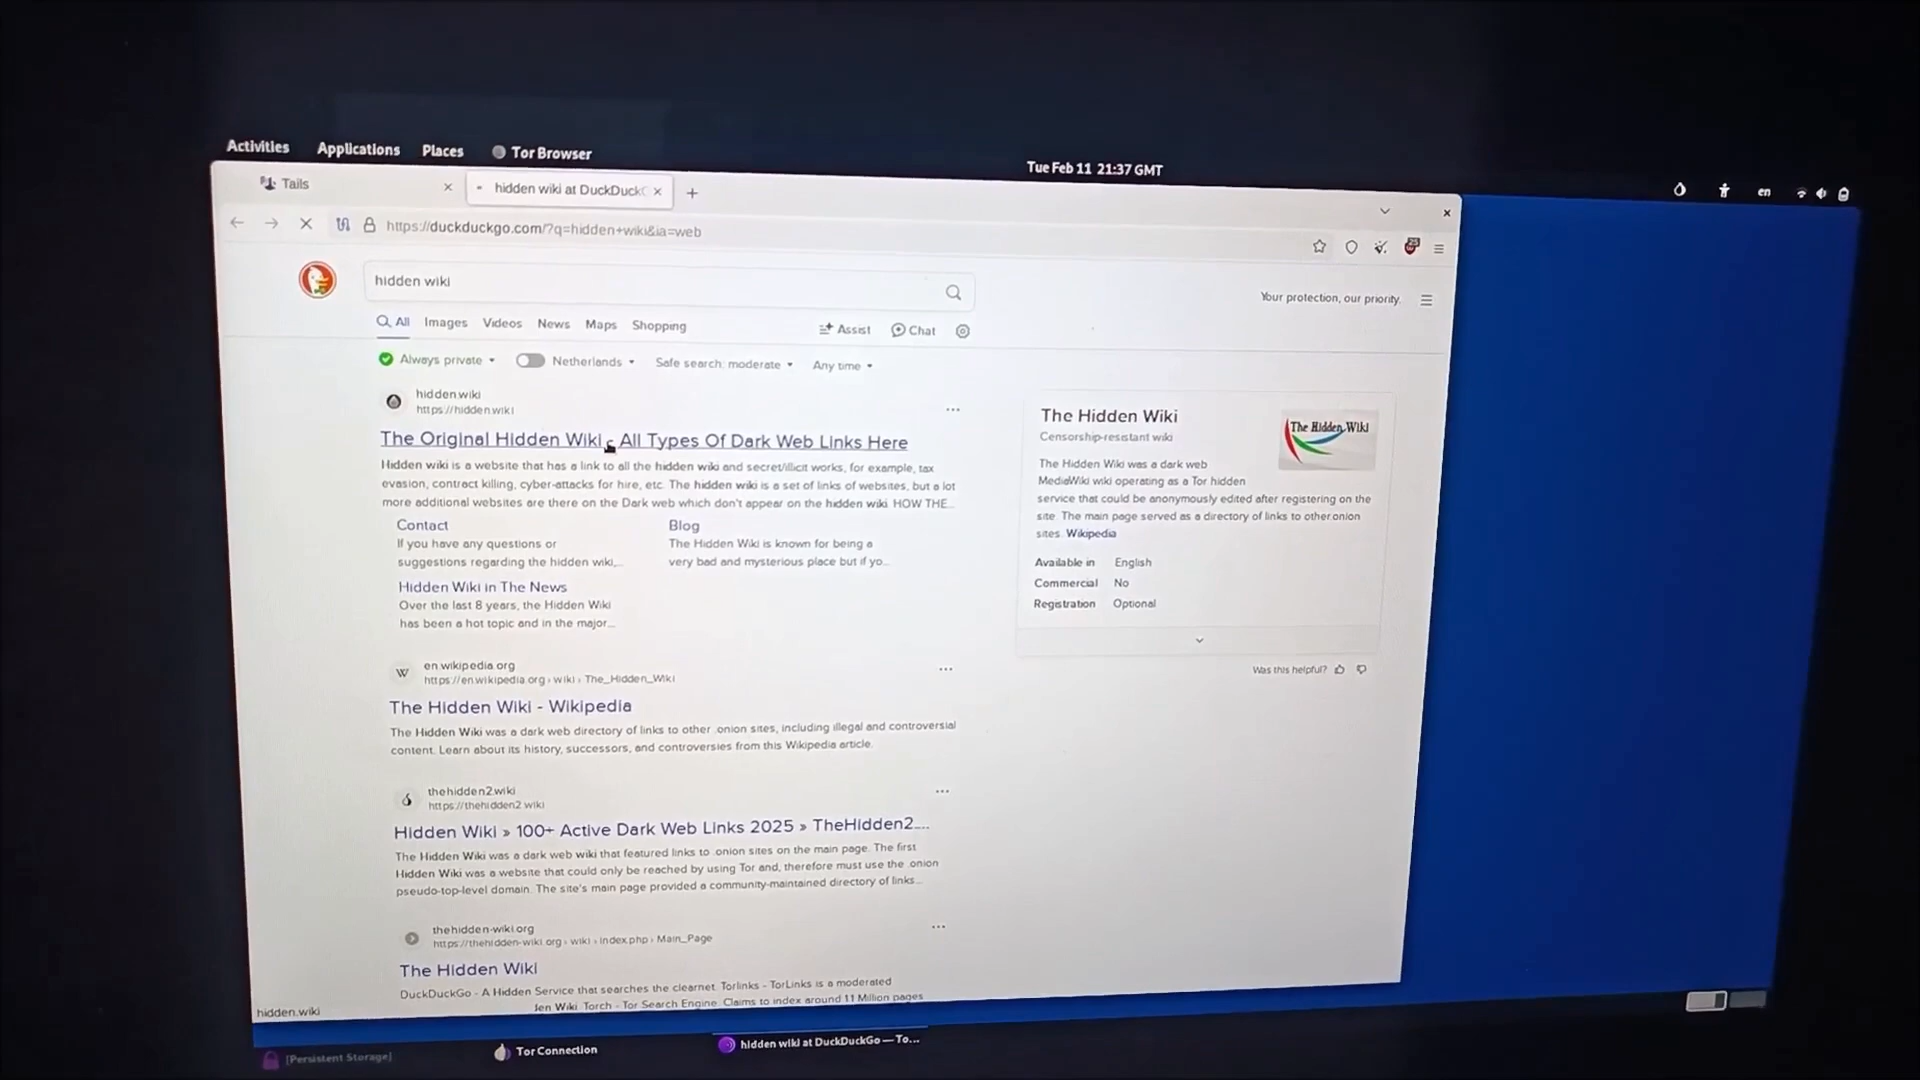 Activities Applications Places Tor Browser
Tue Feb 11 21:37 GMT
en
Tails
hidden wiki at DuckDuckG
https://duckduckgo.com/?q=hidden+wiki&ia=web
25
hidden wiki
Your protection, our priority.
All Images Videos News Maps Shopping Assist Chat
Always private Netherlands Safe search: moderate Any time
hidden.wiki
https://hidden.wiki
The Original Hidden Wiki - All Types Of Dark Web Links Here
Hidden wiki is a website that has a link to all the hidden wiki and secret/illicit works, for example, tax
evasion, contract killing, cyber-attacks for hire, etc. The hidden wiki is a set of links of websites, but a lot
more additional websites are there on the Dark web which don't appear on the hidden wiki. HOW THE...
Contact
If you have any questions or
suggestions regarding the hidden wiki,...
Blog
The Hidden Wiki is known for being a
very bad and mysterious place but if yo...
Hidden Wiki in The News
Over the last 8 years, the Hidden Wiki
has been a hot topic and in the major...
W
en.wikipedia.org
https://en.wikipedia.org › wiki › The_Hidden_Wiki
The Hidden Wiki - Wikipedia
The Hidden Wiki was a dark web directory of links to other .onion sites, including illegal and controversial
content. Learn about its history, successors, and controversies from this Wikipedia article.
thehidden2.wiki
https://thehidden2.wiki
Hidden Wiki » 100+ Active Dark Web Links 2025 » TheHidden2....
The Hidden Wiki was a dark web wiki that featured links to .onion sites on the main page. The first
Hidden Wiki was a website that could only be reached by using Tor and, therefore must use the .onion
pseudo-top-level domain. The site's main page provided a community-maintained directory of links...
thehidden-wiki.org
https://thehidden-wiki.org › wiki › index.php › Main_Page
The Hidden Wiki
DuckDuckGo - A Hidden Service that searches the clearnet. Torlinks - TorLinks is a moderated
den Wiki. Torch - Tor Search Engine. Claims to index around 1.1 Million pages
hidden.wiki
The Hidden Wiki
Censorship-resistant wiki
The Hidden Wiki
The Hidden Wiki was a dark web
MediaWiki wiki operating as a Tor hidden
service that could be anonymously edited after registering on the
site. The main page served as a directory of links to other .onion
sites. Wikipedia
Available in English
Commercial No
Registration Optional
Was this helpful?
[Persistent Storage] Tor Connection hidden wiki at DuckDuckGo — To...